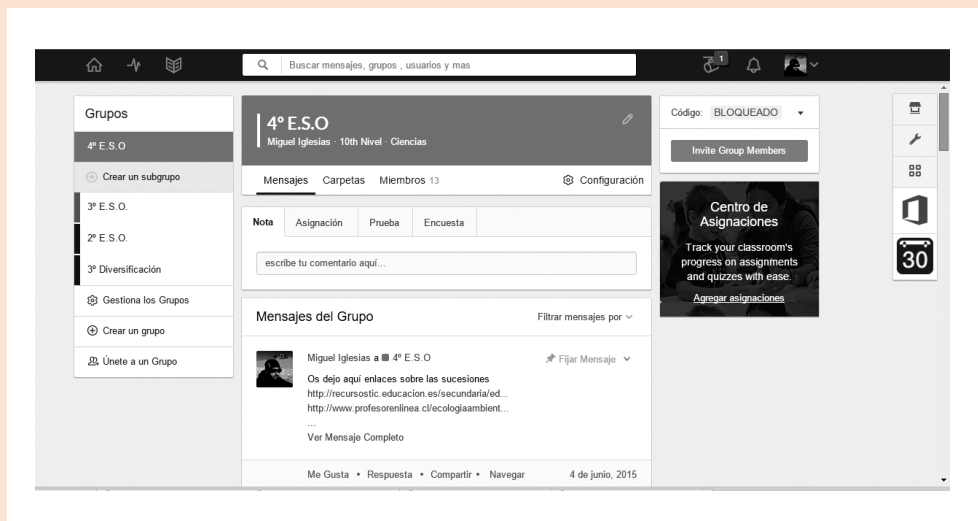 Buscar mensajes, grupos , usuarios y mas
1
Grupos
4º E.S.O
Crear un subgrupo
3º E.S.O.
2º E.S.O.
3º Diversificación
Gestiona los Grupos
Crear un grupo
Únete a un Grupo
4º E.S.O
Miguel Iglesias · 10th Nivel · Ciencias
Mensajes Carpetas Miembros 13 Configuración
Nota Asignación Prueba Encuesta
escribe tu comentario aquí...
Mensajes del Grupo Filtrar mensajes por
Miguel Iglesias a 4º E.S.O Fijar Mensaje
Os dejo aquí enlaces sobre las sucesiones
http://recursostic.educacion.es/secundaria/ed...
http://www.profesorenlinea.cl/ecologiaambient...
...
Ver Mensaje Completo
Me Gusta • Respuesta • Compartir • Navegar 4 de junio, 2015
Código: BLOQUEADO
Invite Group Members
Centro de
Asignaciones
Track your classroom's
progress on assignments
and quizzes with ease.
Agregar asignaciones
30